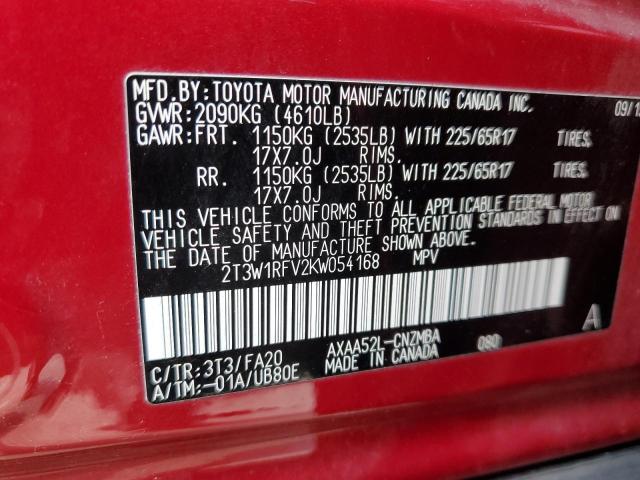 MFD.BY:TOYOTA MOTOR MANUFACTURING CANADA INC. 09/1
GVWR:2090KG (4610LB)
GAWR:FRT. 1150KG (2535LB) WITH 225/65R17 TIRES.
17X7.0J RIMS.
RR. 1150KG (2535LB) WITH 225/65R17 TIRES.
17X7.0J RIMS.
THIS VEHICLE CONFORMS TO ALL APPLICABLE FEDERAL MOTOR
VEHICLE SAFETY AND THEFT PREVENTION STANDARDS IN EFFECT ON
THE DATE OF MANUFACTURE SHOWN ABOVE.
2T3W1RFV2KW054168 MPV
A
C/TR:3T3/FA20 AXAA52L-CNZMBA 080
A/TM:-01A/UB80E MADE IN CANADA